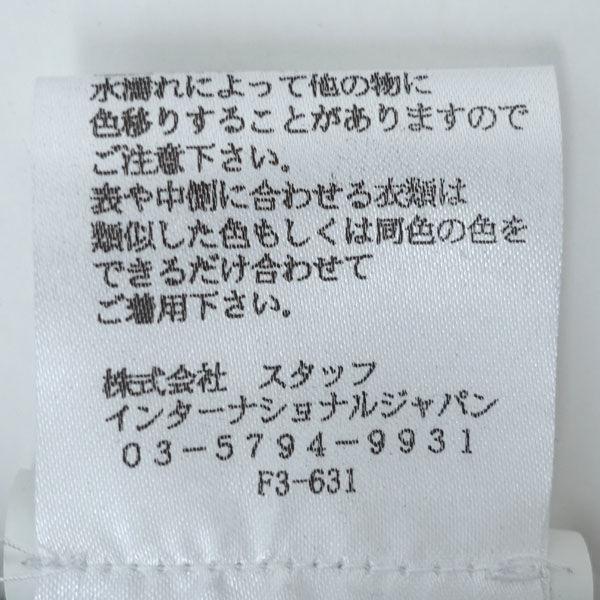 水濡れによって他の物に
色移りすることがありますので
ご注意下さい。
表や中側に合わせる衣類は
類似した色もしくは同色の色を
できるだけ合わせて
ご着用下さい。
株式会社 スタッフ
インターナショナルジャパン
03-5794-9931
F3-631